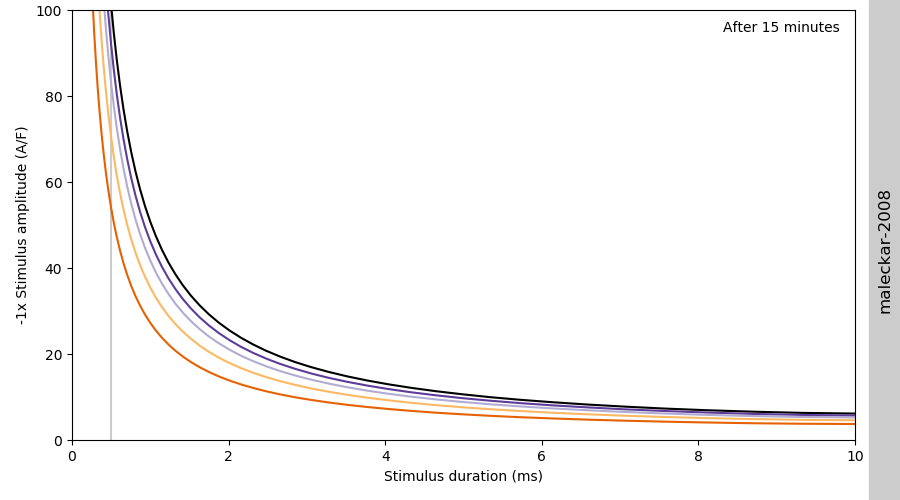 After 15 minutes
100
80
60
40
20
0
-1x Stimulus amplitude (A/F)
0 2 4 6 8 10
Stimulus duration (ms)
maleckar-2008